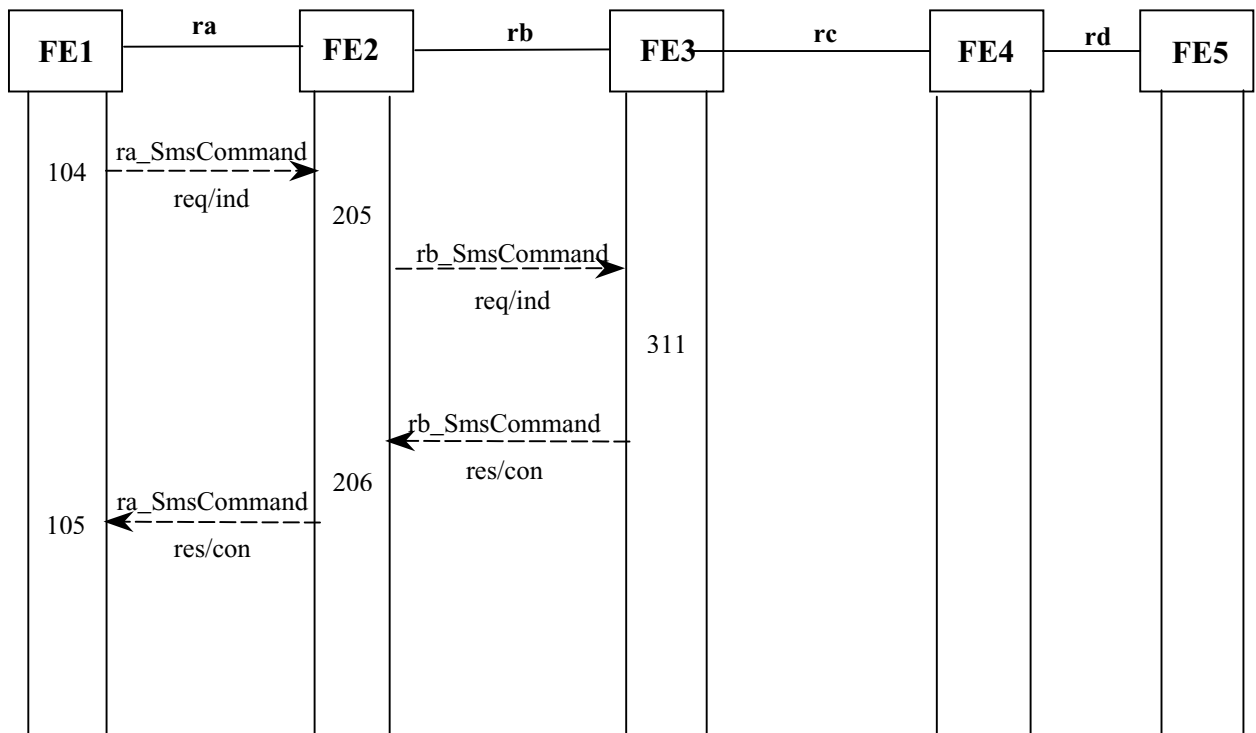 ra
rb
rc
rd
FE1
FE2
FE3
FE4
FE5
ra_SmsCommand
104
req/ind
205
rb_SmsCommand
req/ind
311
rb_SmsCommand
res/con
206
ra_SmsCommand
105
res/con